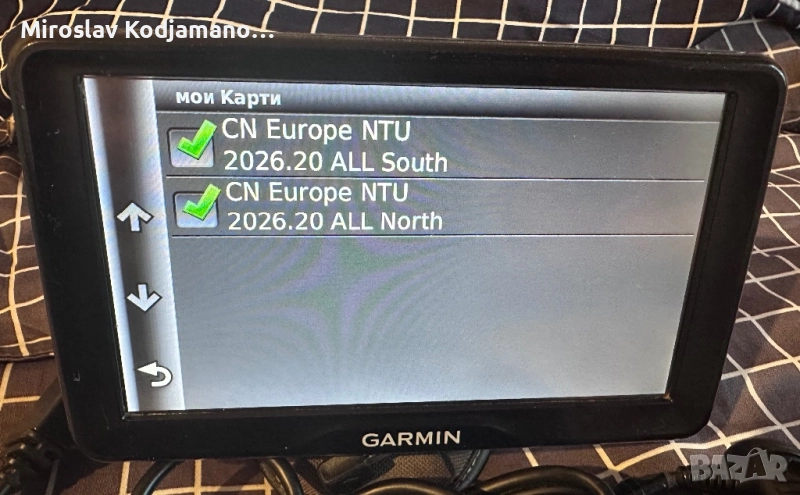 Miroslav Kodjamano...
мои Карти
CN Europe NTU
2026.20 ALL South
CN Europe NTU
2026.20 ALL North
GARMIN
BAZAR